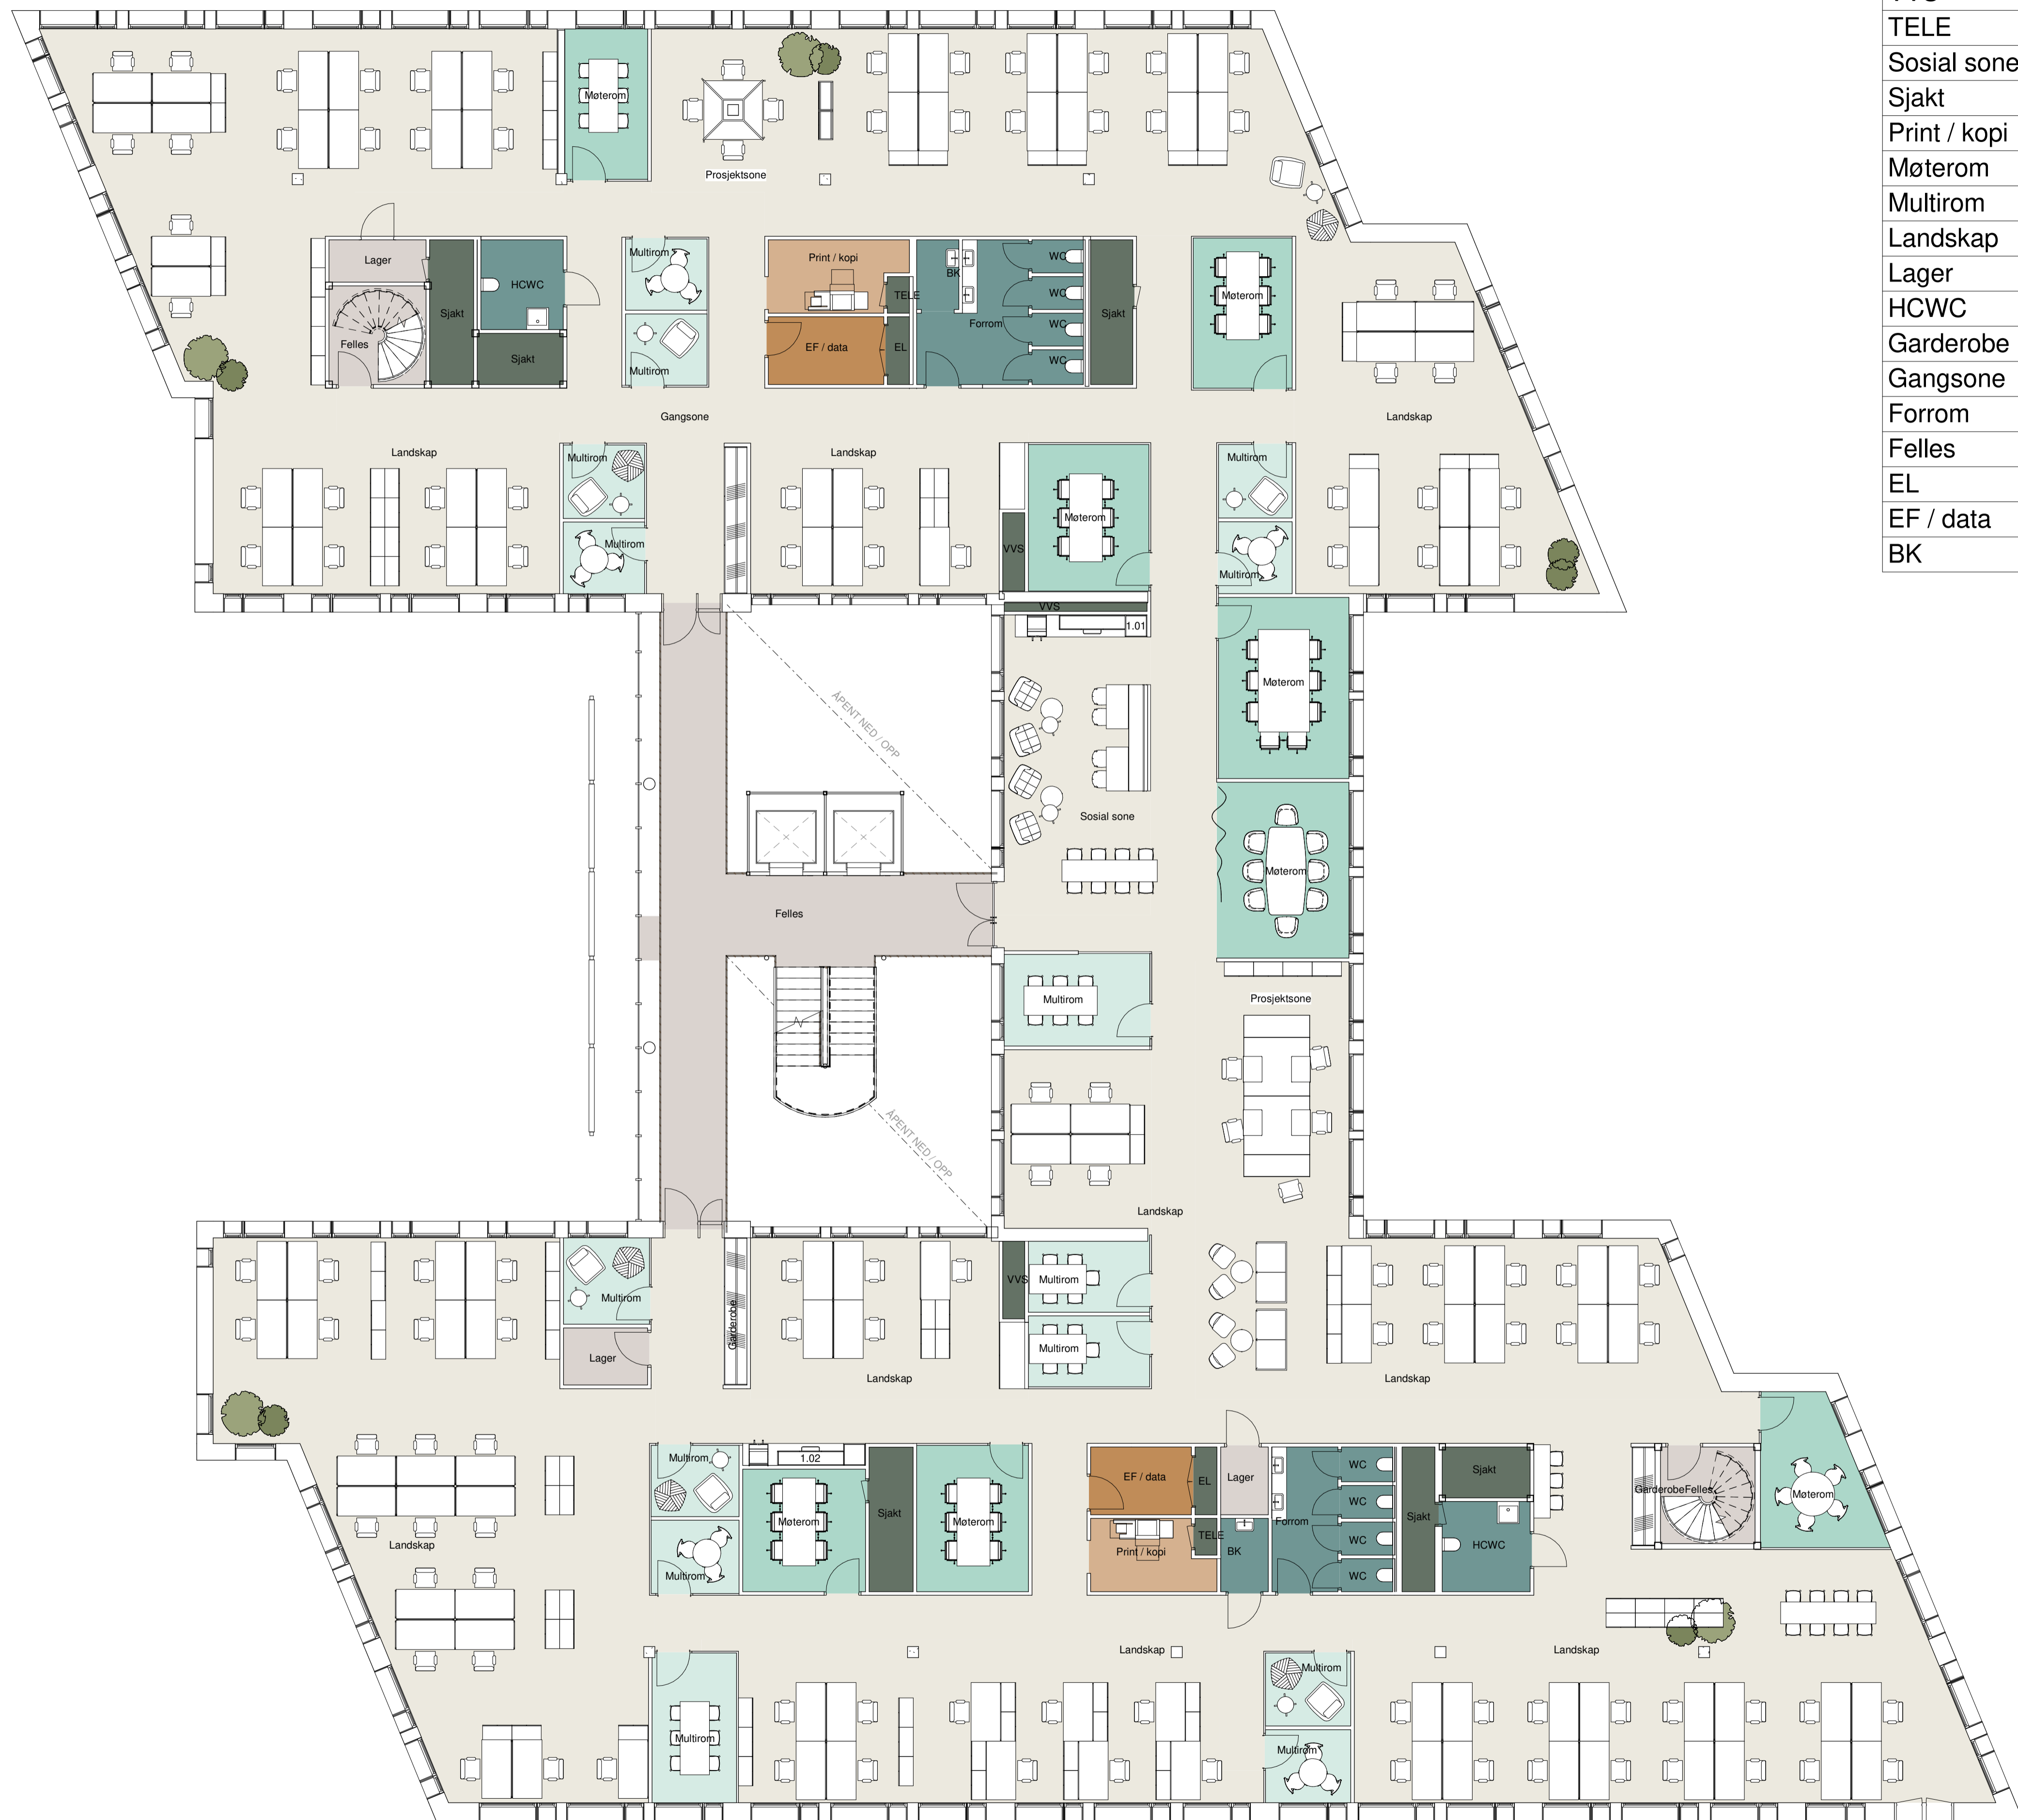 TELE
Sosial sone
Sjakt
Print / kopi
Møterom
Multirom
Landskap
Lager
HCWC
Garderobe
Gangsone
Forrom
Felles
EL
EF / data
BK
Møterom
Prosjektsone
Lager
Multirom
Print / kopi
BK
WC
HCWC
TELE
WC
Møterom
Sjakt
Forrom
WC
Sjakt
Felles
EF / data
EL
Sjakt
WC
Multirom
Gangsone
Landskap
Landskap
Landskap
Multirom
Multirom
Møterom
Multirom
VVS
Multirom
VVS
1.01
Møterom
ÅPENT NED / OPP
Sosial sone
Møterom
Felles
Multirom
Prosjektsone
ÅPENT NED / OPP
Landskap
VVS
Multirom
Multirom
Garderobe
Multirom
Lager
Landskap
Landskap
Multirom
1.02
EF / data
EL
Lager
WC
Sjakt
GarderobeFelles
Møterom
WC
Møterom
Sjakt
Møterom
Forrom
Sjakt
TELE
WC
Landskap
Print / kopi
BK
HCWC
Multirom
WC
Landskap
Landskap
Multirom
Multirom
Multirom